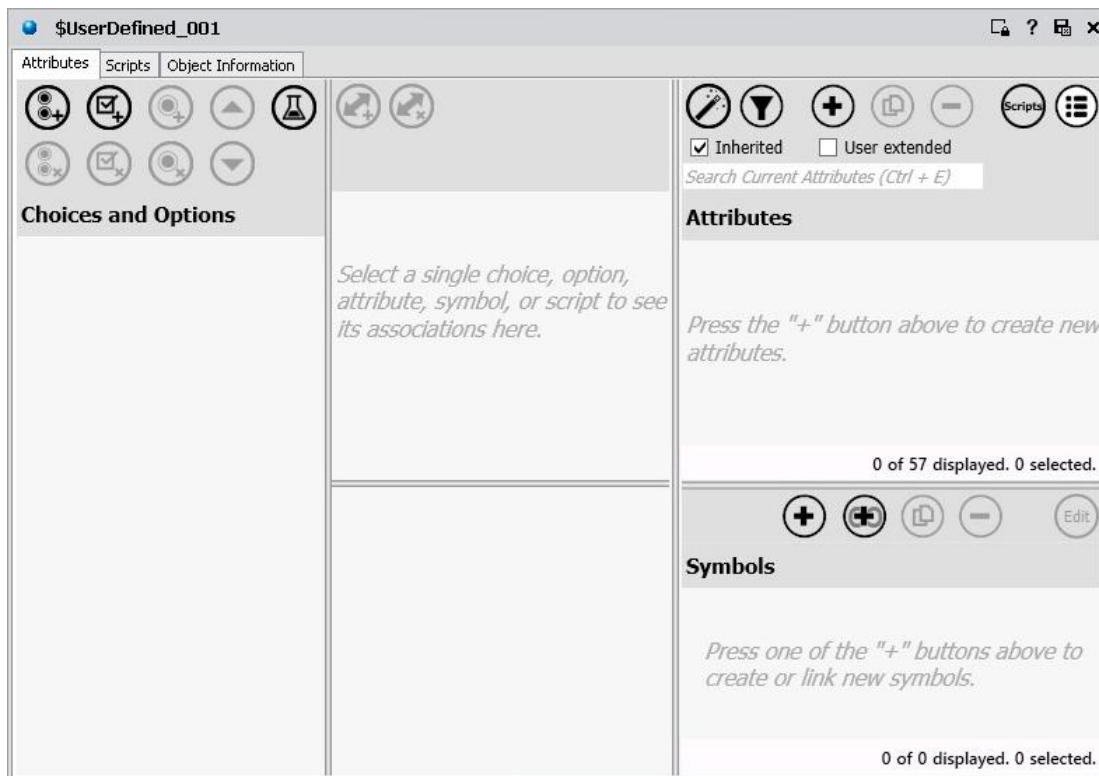 $UserDefined_001
?
Attributes
Scripts
Object Information
Scripts
Inherited
User extended
Search Current Attributes (Ctrl + E)
Choices and Options
Attributes
Select a single choice, option,
attribute, symbol, or script to see
its associations here.
Press the "+" button above to create new
attributes.
0 of 57 displayed. 0 selected.
Edit
Symbols
Press one of the "+" buttons above to
create or link new symbols.
0 of 0 displayed. 0 selected.